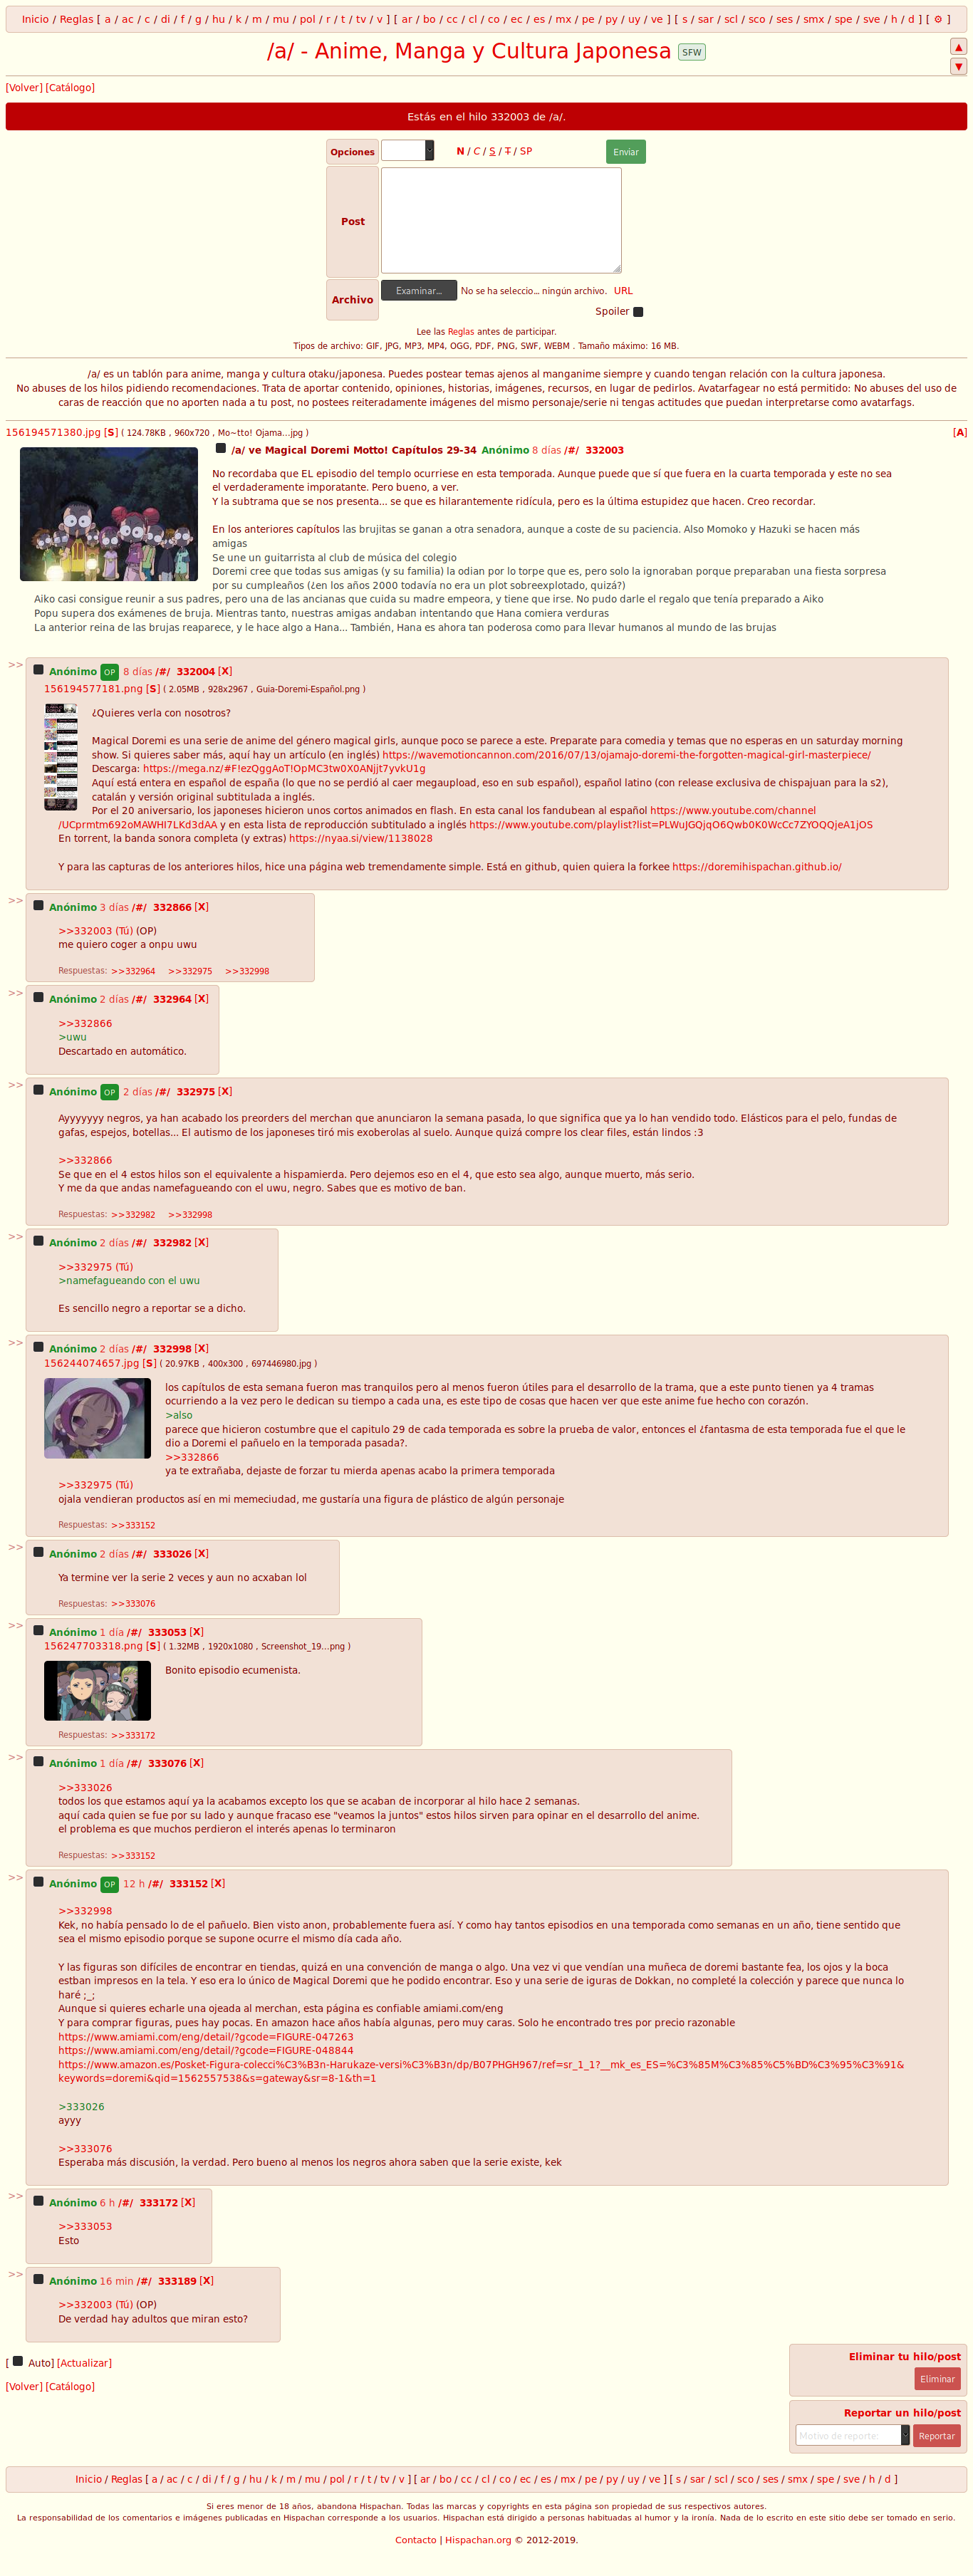 Inicio / Reglas [ a / ac / c / di / f / g / hu / k / m / mu / pol / r / t / tv / v ] [ ar / bo / cc / cl / co / ec / es / mx / pe / py / uy / ve ] [ s / sar / scl / sco / ses / smx / spe / sve / h / d ] [ ⚙ ]
/a/ - Anime, Manga y Cultura Japonesa SFW
▲
▼
[Volver] [Catálogo]
Estás en el hilo 332003 de /a/.
Opciones N / C / S / T / SP Enviar
Post
Archivo Examinar... No se ha seleccio... ningún archivo. URL
Spoiler
Lee las Reglas antes de participar.
Tipos de archivo: GIF, JPG, MP3, MP4, OGG, PDF, PNG, SWF, WEBM . Tamaño máximo: 16 MB.
/a/ es un tablón para anime, manga y cultura otaku/japonesa. Puedes postear temas ajenos al manganime siempre y cuando tengan relación con la cultura japonesa.
No abuses de los hilos pidiendo recomendaciones. Trata de aportar contenido, opiniones, historias, imágenes, recursos, en lugar de pedirlos. Avatarfagear no está permitido: No abuses del uso de
caras de reacción que no aporten nada a tu post, no postees reiteradamente imágenes del mismo personaje/serie ni tengas actitudes que puedan interpretarse como avatarfags.
156194571380.jpg [S] ( 124.78KB , 960x720 , Mo~tto! Ojama...jpg ) [A]
/a/ ve Magical Doremi Motto! Capítulos 29-34 Anónimo 8 días /#/ 332003
No recordaba que EL episodio del templo ocurriese en esta temporada. Aunque puede que sí que fuera en la cuarta temporada y este no sea
el verdaderamente imporatante. Pero bueno, a ver.
Y la subtrama que se nos presenta... se que es hilarantemente ridícula, pero es la última estupidez que hacen. Creo recordar.
En los anteriores capítulos las brujitas se ganan a otra senadora, aunque a coste de su paciencia. Also Momoko y Hazuki se hacen más
amigas
Se une un guitarrista al club de música del colegio
Doremi cree que todas sus amigas (y su familia) la odian por lo torpe que es, pero solo la ignoraban porque preparaban una fiesta sorpresa
por su cumpleaños (¿en los años 2000 todavía no era un plot sobreexplotado, quizá?)
Aiko casi consigue reunir a sus padres, pero una de las ancianas que cuida su madre empeora, y tiene que irse. No pudo darle el regalo que tenía preparado a Aiko
Popu supera dos exámenes de bruja. Mientras tanto, nuestras amigas andaban intentando que Hana comiera verduras
La anterior reina de las brujas reaparece, y le hace algo a Hana... También, Hana es ahora tan poderosa como para llevar humanos al mundo de las brujas
>> Anónimo OP 8 días /#/ 332004 [X]
156194577181.png [S] ( 2.05MB , 928x2967 , Guia-Doremi-Español.png )
¿Quieres verla con nosotros?
Magical Doremi es una serie de anime del género magical girls, aunque poco se parece a este. Preparate para comedia y temas que no esperas en un saturday morning
show. Si quieres saber más, aquí hay un artículo (en inglés) https://wavemotioncannon.com/2016/07/13/ojamajo-doremi-the-forgotten-magical-girl-masterpiece/
Descarga: https://mega.nz/#F!ezQggAoT!OpMC3tw0X0ANjjt7yvkU1g
Aquí está entera en español de españa (lo que no se perdió al caer megaupload, eso en sub español), español latino (con release exclusiva de chispajuan para la s2),
catalán y versión original subtitulada a inglés.
Por el 20 aniversario, los japoneses hicieron unos cortos animados en flash. En esta canal los fandubean al español https://www.youtube.com/channel
/UCprmtm692oMAWHI7LKd3dAA y en esta lista de reproducción subtitulado a inglés https://www.youtube.com/playlist?list=PLWuJGQjqO6Qwb0K0WcCc7ZYOQQjeA1jOS
En torrent, la banda sonora completa (y extras) https://nyaa.si/view/1138028
Y para las capturas de los anteriores hilos, hice una página web tremendamente simple. Está en github, quien quiera la forkee https://doremihispachan.github.io/
>> Anónimo 3 días /#/ 332866 [X]
>>332003 (Tú) (OP)
me quiero coger a onpu uwu
Respuestas: >>332964 >>332975 >>332998
>> Anónimo 2 días /#/ 332964 [X]
>>332866
>uwu
Descartado en automático.
>> Anónimo OP 2 días /#/ 332975 [X]
Ayyyyyyy negros, ya han acabado los preorders del merchan que anunciaron la semana pasada, lo que significa que ya lo han vendido todo. Elásticos para el pelo, fundas de
gafas, espejos, botellas... El autismo de los japoneses tiró mis exoberolas al suelo. Aunque quizá compre los clear files, están lindos :3
>>332866
Se que en el 4 estos hilos son el equivalente a hispamierda. Pero dejemos eso en el 4, que esto sea algo, aunque muerto, más serio.
Y me da que andas namefagueando con el uwu, negro. Sabes que es motivo de ban.
Respuestas: >>332982 >>332998
>> Anónimo 2 días /#/ 332982 [X]
>>332975 (Tú)
>namefagueando con el uwu
Es sencillo negro a reportar se a dicho.
>> Anónimo 2 días /#/ 332998 [X]
156244074657.jpg [S] ( 20.97KB , 400x300 , 697446980.jpg )
los capítulos de esta semana fueron mas tranquilos pero al menos fueron útiles para el desarrollo de la trama, que a este punto tienen ya 4 tramas
ocurriendo a la vez pero le dedican su tiempo a cada una, es este tipo de cosas que hacen ver que este anime fue hecho con corazón.
>also
parece que hicieron costumbre que el capitulo 29 de cada temporada es sobre la prueba de valor, entonces el ¿fantasma de esta temporada fue el que le
dio a Doremi el pañuelo en la temporada pasada?.
>>332866
ya te extrañaba, dejaste de forzar tu mierda apenas acabo la primera temporada
>>332975 (Tú)
ojala vendieran productos así en mi memeciudad, me gustaría una figura de plástico de algún personaje
Respuestas: >>333152
>> Anónimo 2 días /#/ 333026 [X]
Ya termine ver la serie 2 veces y aun no acxaban lol
Respuestas: >>333076
>> Anónimo 1 día /#/ 333053 [X]
156247703318.png [S] ( 1.32MB , 1920x1080 , Screenshot_19...png )
Bonito episodio ecumenista.
Respuestas: >>333172
>> Anónimo 1 día /#/ 333076 [X]
>>333026
todos los que estamos aquí ya la acabamos excepto los que se acaban de incorporar al hilo hace 2 semanas.
aquí cada quien se fue por su lado y aunque fracaso ese "veamos la juntos" estos hilos sirven para opinar en el desarrollo del anime.
el problema es que muchos perdieron el interés apenas lo terminaron
Respuestas: >>333152
>> Anónimo OP 12 h /#/ 333152 [X]
>>332998
Kek, no había pensado lo de el pañuelo. Bien visto anon, probablemente fuera así. Y como hay tantos episodios en una temporada como semanas en un año, tiene sentido que
sea el mismo episodio porque se supone ocurre el mismo día cada año.
Y las figuras son difíciles de encontrar en tiendas, quizá en una convención de manga o algo. Una vez vi que vendían una muñeca de doremi bastante fea, los ojos y la boca
estban impresos en la tela. Y eso era lo único de Magical Doremi que he podido encontrar. Eso y una serie de iguras de Dokkan, no completé la colección y parece que nunca lo
haré ;_;
Aunque si quieres echarle una ojeada al merchan, esta página es confiable amiami.com/eng
Y para comprar figuras, pues hay pocas. En amazon hace años había algunas, pero muy caras. Solo he encontrado tres por precio razonable
https://www.amiami.com/eng/detail/?gcode=FIGURE-047263
https://www.amiami.com/eng/detail/?gcode=FIGURE-048844
https://www.amazon.es/Posket-Figura-colecci%C3%B3n-Harukaze-versi%C3%B3n/dp/B07PHGH967/ref=sr_1_1?__mk_es_ES=%C3%85M%C3%85%C5%BD%C3%95%C3%91&
keywords=doremi&qid=1562557538&s=gateway&sr=8-1&th=1
>333026
ayyy
>>333076
Esperaba más discusión, la verdad. Pero bueno al menos los negros ahora saben que la serie existe, kek
>> Anónimo 6 h /#/ 333172 [X]
>>333053
Esto
>> Anónimo 16 min /#/ 333189 [X]
>>332003 (Tú) (OP)
De verdad hay adultos que miran esto?
[ Auto] [Actualizar]
[Volver] [Catálogo]
Eliminar tu hilo/post
Eliminar
Reportar un hilo/post
Motivo de reporte: Reportar
Inicio / Reglas [ a / ac / c / di / f / g / hu / k / m / mu / pol / r / t / tv / v ] [ ar / bo / cc / cl / co / ec / es / mx / pe / py / uy / ve ] [ s / sar / scl / sco / ses / smx / spe / sve / h / d ]
Si eres menor de 18 años, abandona Hispachan. Todas las marcas y copyrights en esta página son propiedad de sus respectivos autores.
La responsabilidad de los comentarios e imágenes publicadas en Hispachan corresponde a los usuarios. Hispachan está dirigido a personas habituadas al humor y la ironía. Nada de lo escrito en este sitio debe ser tomado en serio.
Contacto | Hispachan.org © 2012-2019.